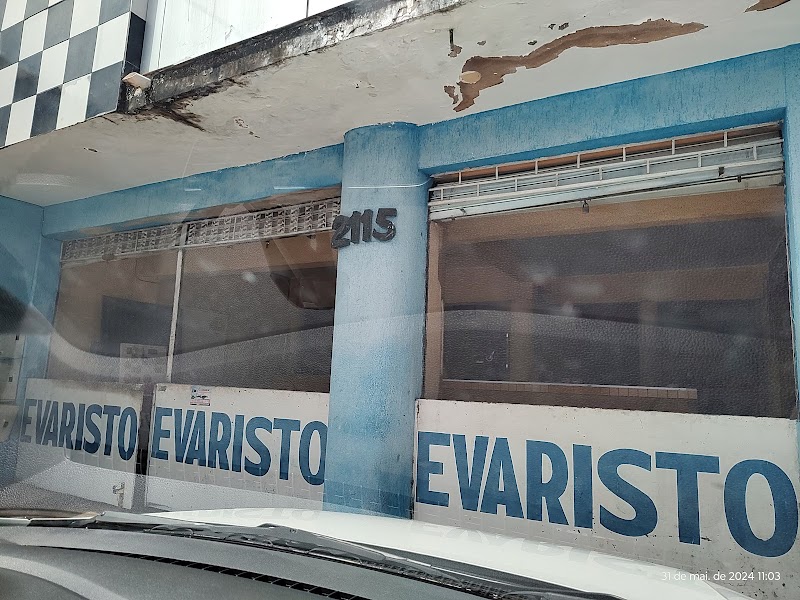 2115
EVARISTO
EVARISTO
EVARISTO
31 de mai. de 2024 11:03